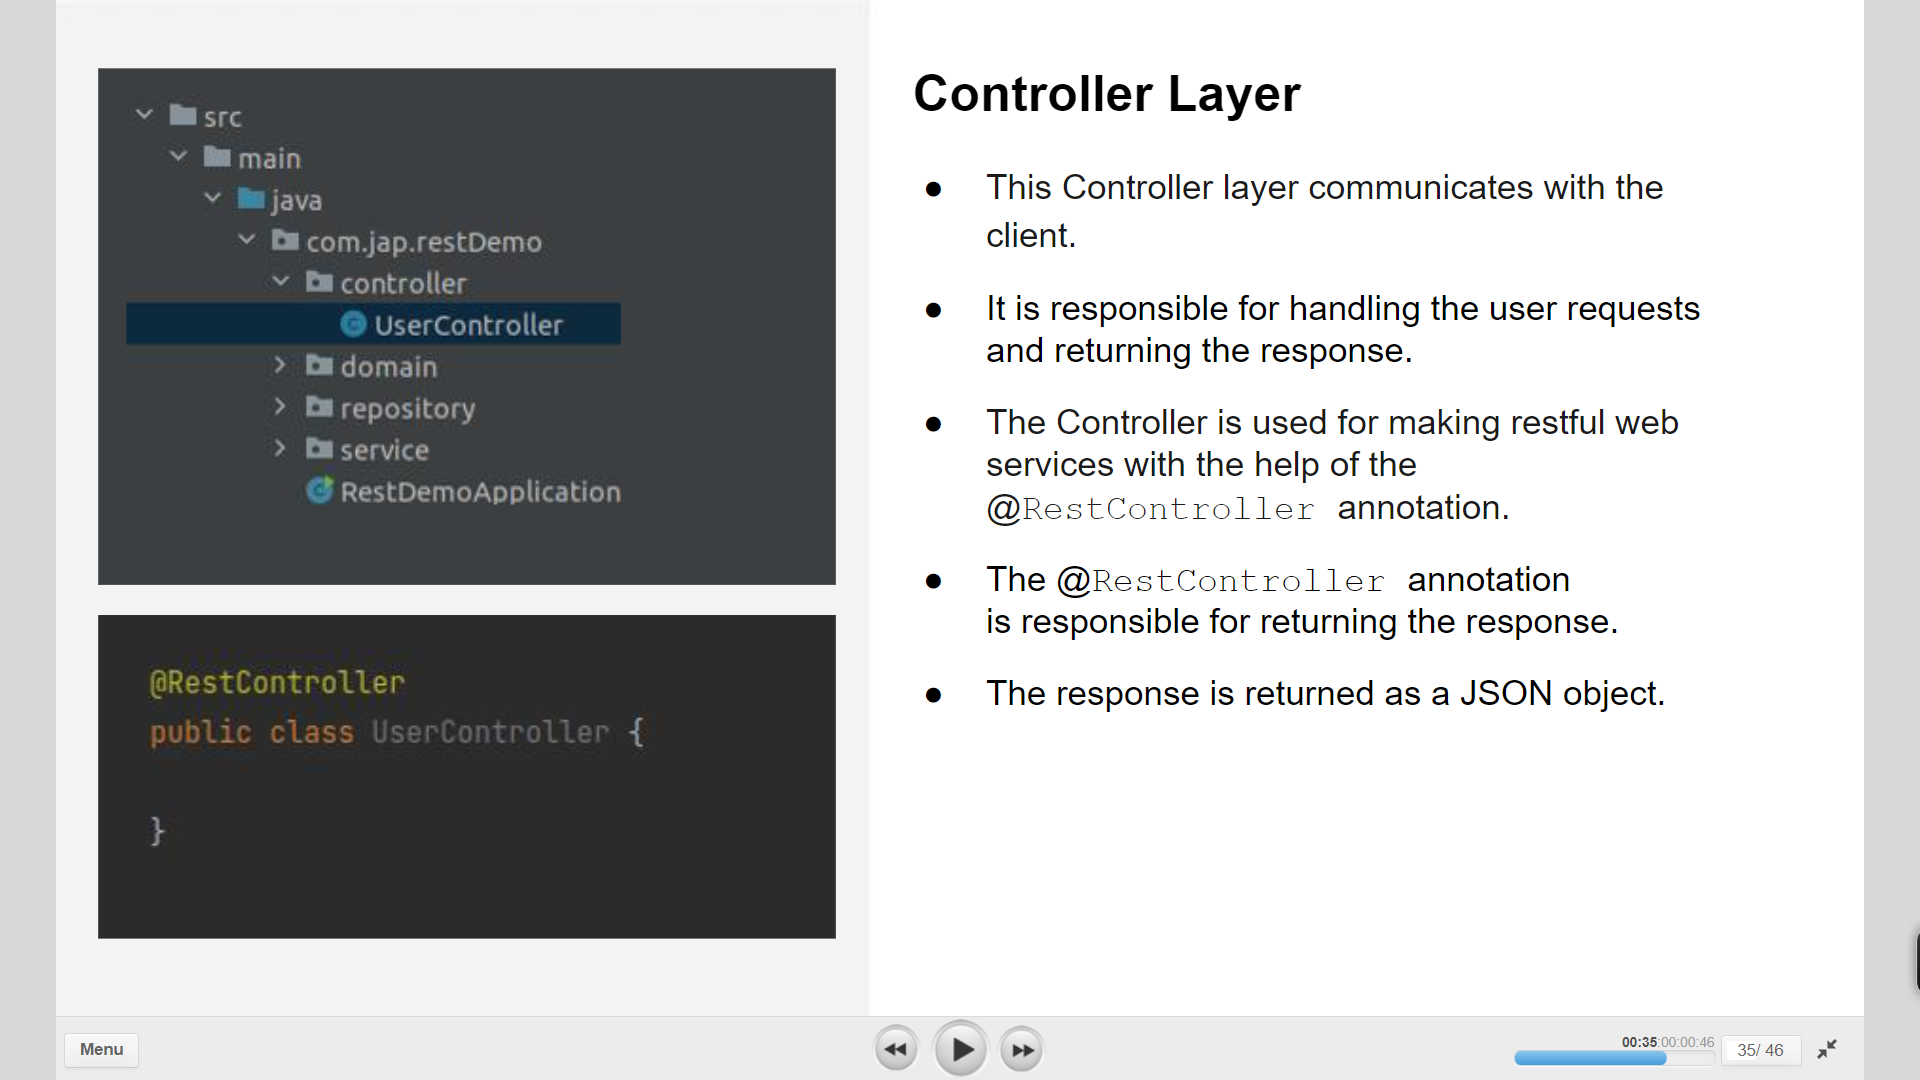 src
main
java
com.jap.restDemo
controller
UserController
domain
repository
service
RestDemoApplication
@RestController
public class UserController {
}
Controller Layer
● This Controller layer communicates with the
client.
● It is responsible for handling the user requests
and returning the response.
● The Controller is used for making restful web
services with the help of the
@RestController annotation.
● The @RestController annotation
is responsible for returning the response.
● The response is returned as a JSON object.
Menu
00:35:00:00:46
35/ 46